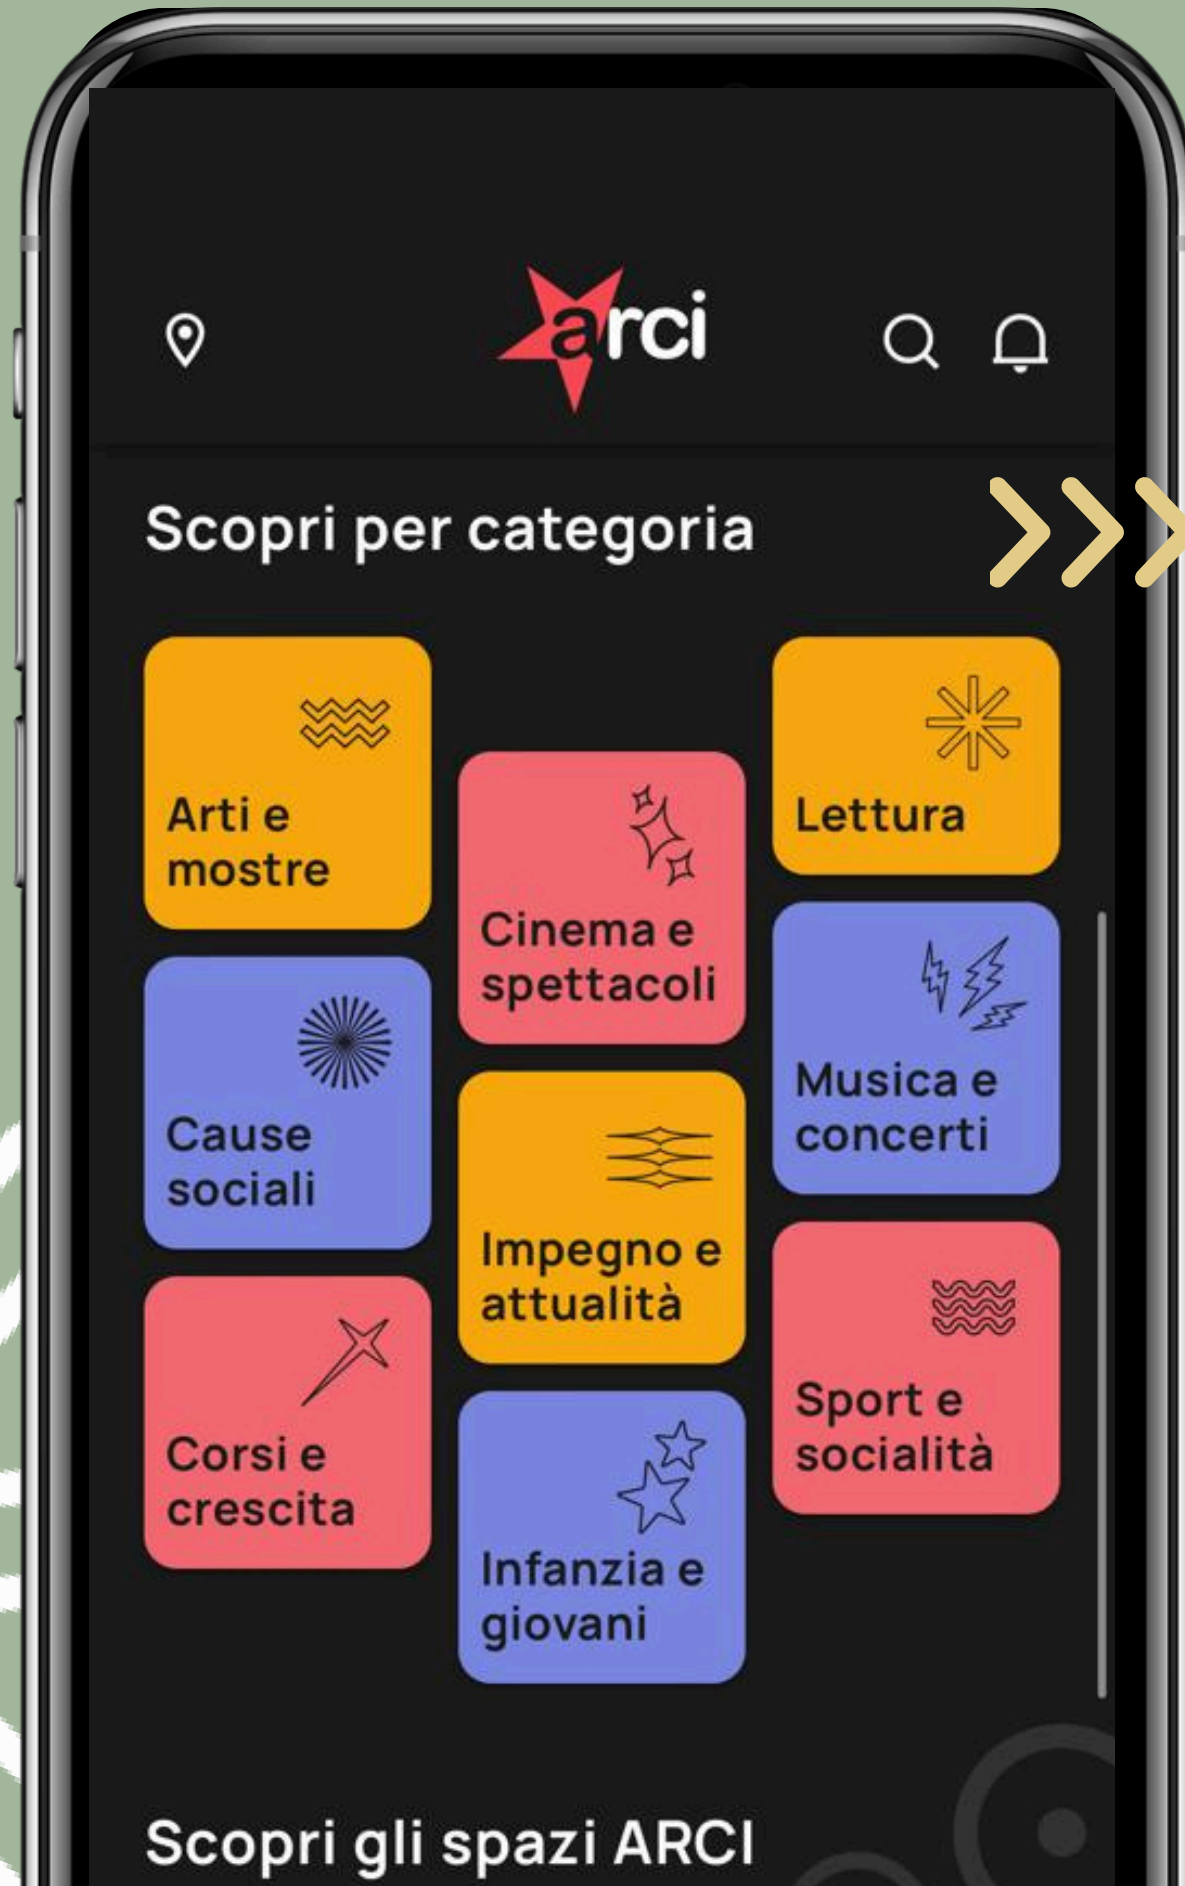 arci
Scopri per categoria
Arti e
mostre
Cause
sociali
Corsi e
crescita
Cinema e
spettacoli
Impegno e
attualità
Infanzia e
giovani
Lettura
Musica e
concerti
Sport e
socialità
Scopri gli spazi ARCI